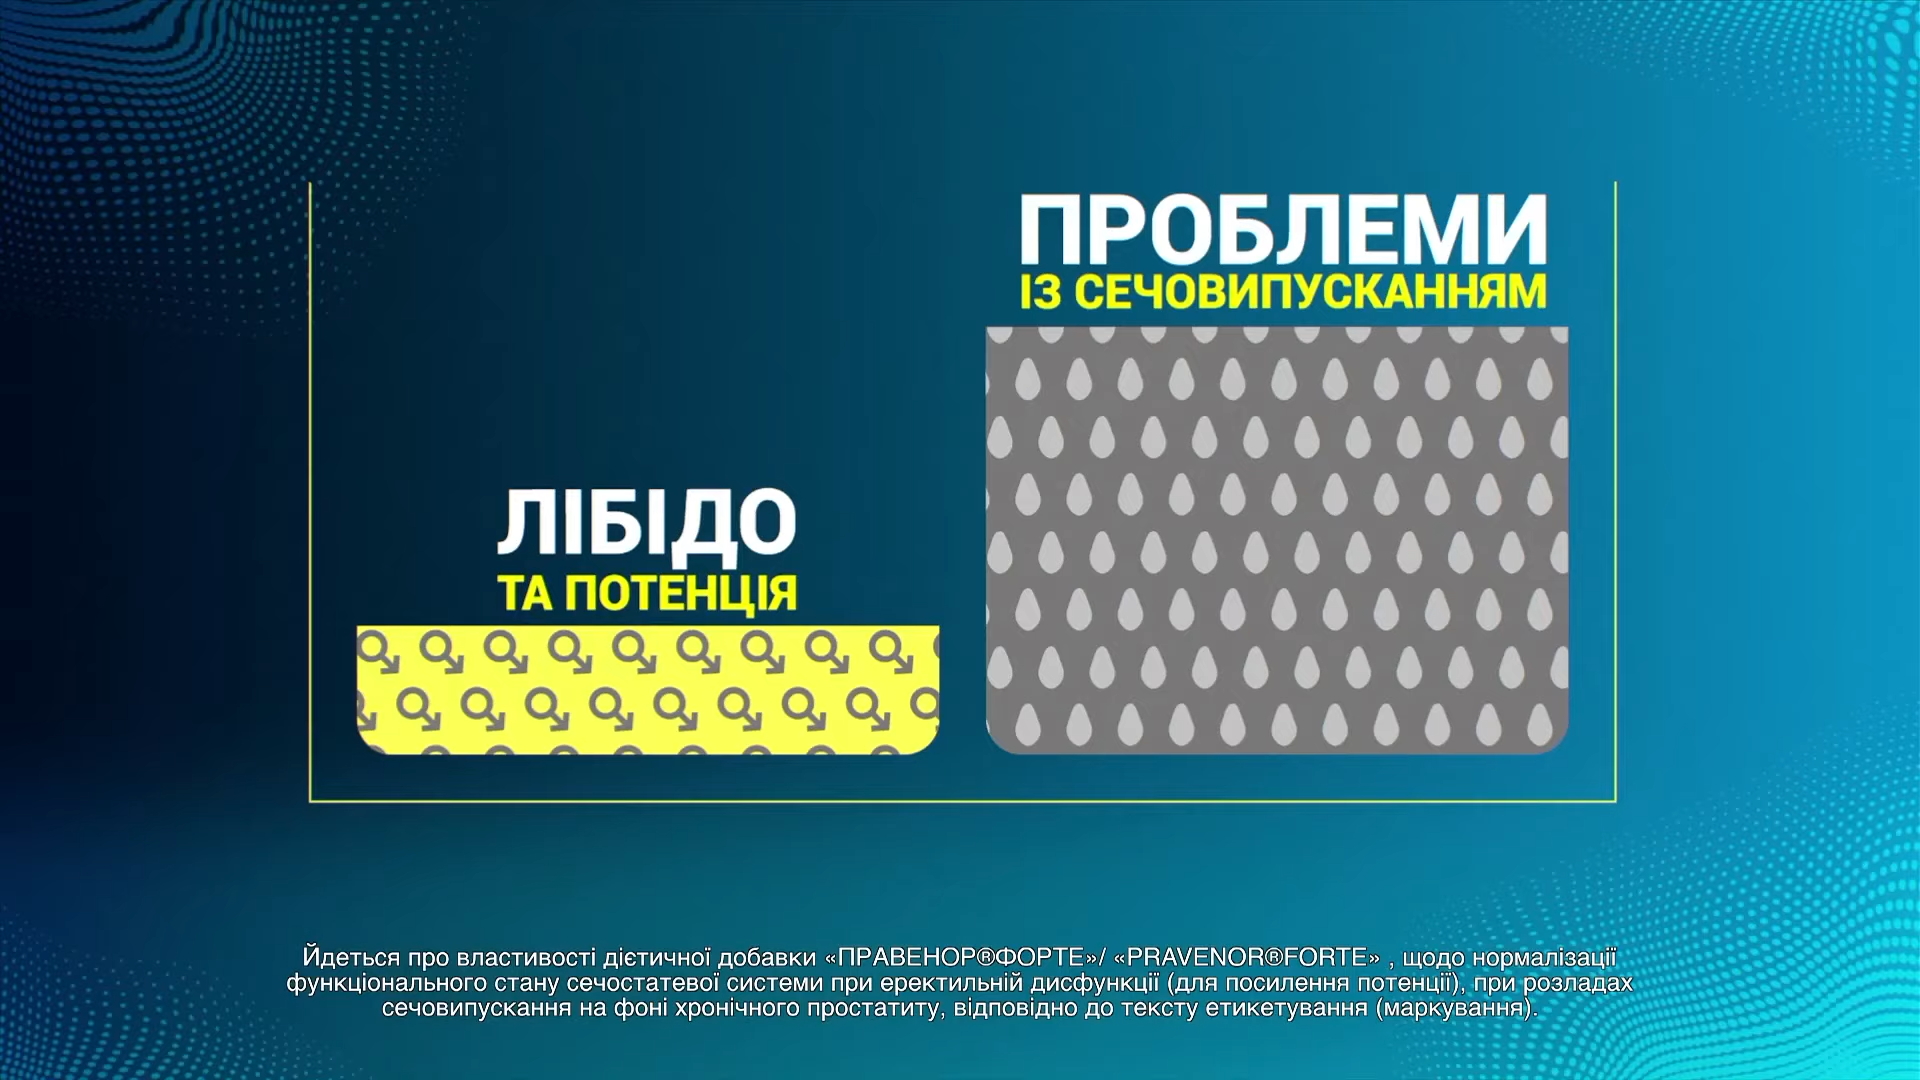 ПРОБЛЕМИ
ІЗ СЕЧОВИПУСКАННЯМ
ЛІБІДО
ТА ПОТЕНЦІЯ
Йдеться про властивості дієтичної добавки «ПРАВЕНОР®ФОРТЕ»/ «PRAVENOR®FORTE» , щодо нормалізації
функціонального стану сечостатевої системи при еректильній дисфункції (для посилення потенції), при розладах
сечовипускання на фоні хронічного простатиту, відповідно до тексту етикетування (маркування).